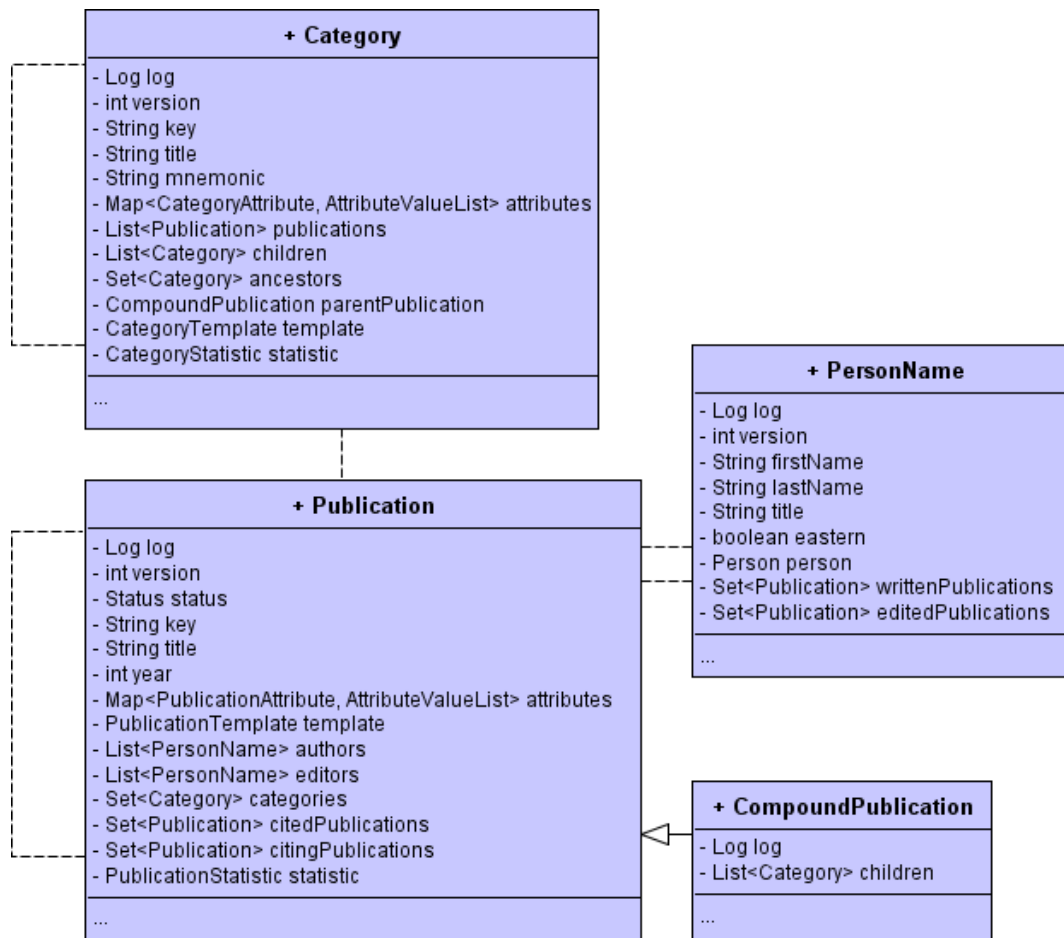 + Category
- Log log
- int version
- String key
- String title
- String mnemonic
- Map<CategoryAttribute, AttributeValueList> attributes
- List<Publication> publications
- List<Category> children
- Set<Category> ancestors
- CompoundPublication parentPublication
- CategoryTemplate template
- CategoryStatistic statistic
...
+ PersonName
- Log log
- int version
- String firstName
- String lastName
- String title
- boolean eastern
- Person person
- Set<Publication> writtenPublications
- Set<Publication> editedPublications
...
+ Publication
- Log log
- int version
- Status status
- String key
- String title
- int year
- Map<PublicationAttribute, AttributeValueList> attributes
- PublicationTemplate template
- List<PersonName> authors
- List<PersonName> editors
- Set<Category> categories
- Set<Publication> citedPublications
- Set<Publication> citingPublications
- PublicationStatistic statistic
...
+ CompoundPublication
- Log log
- List<Category> children
...